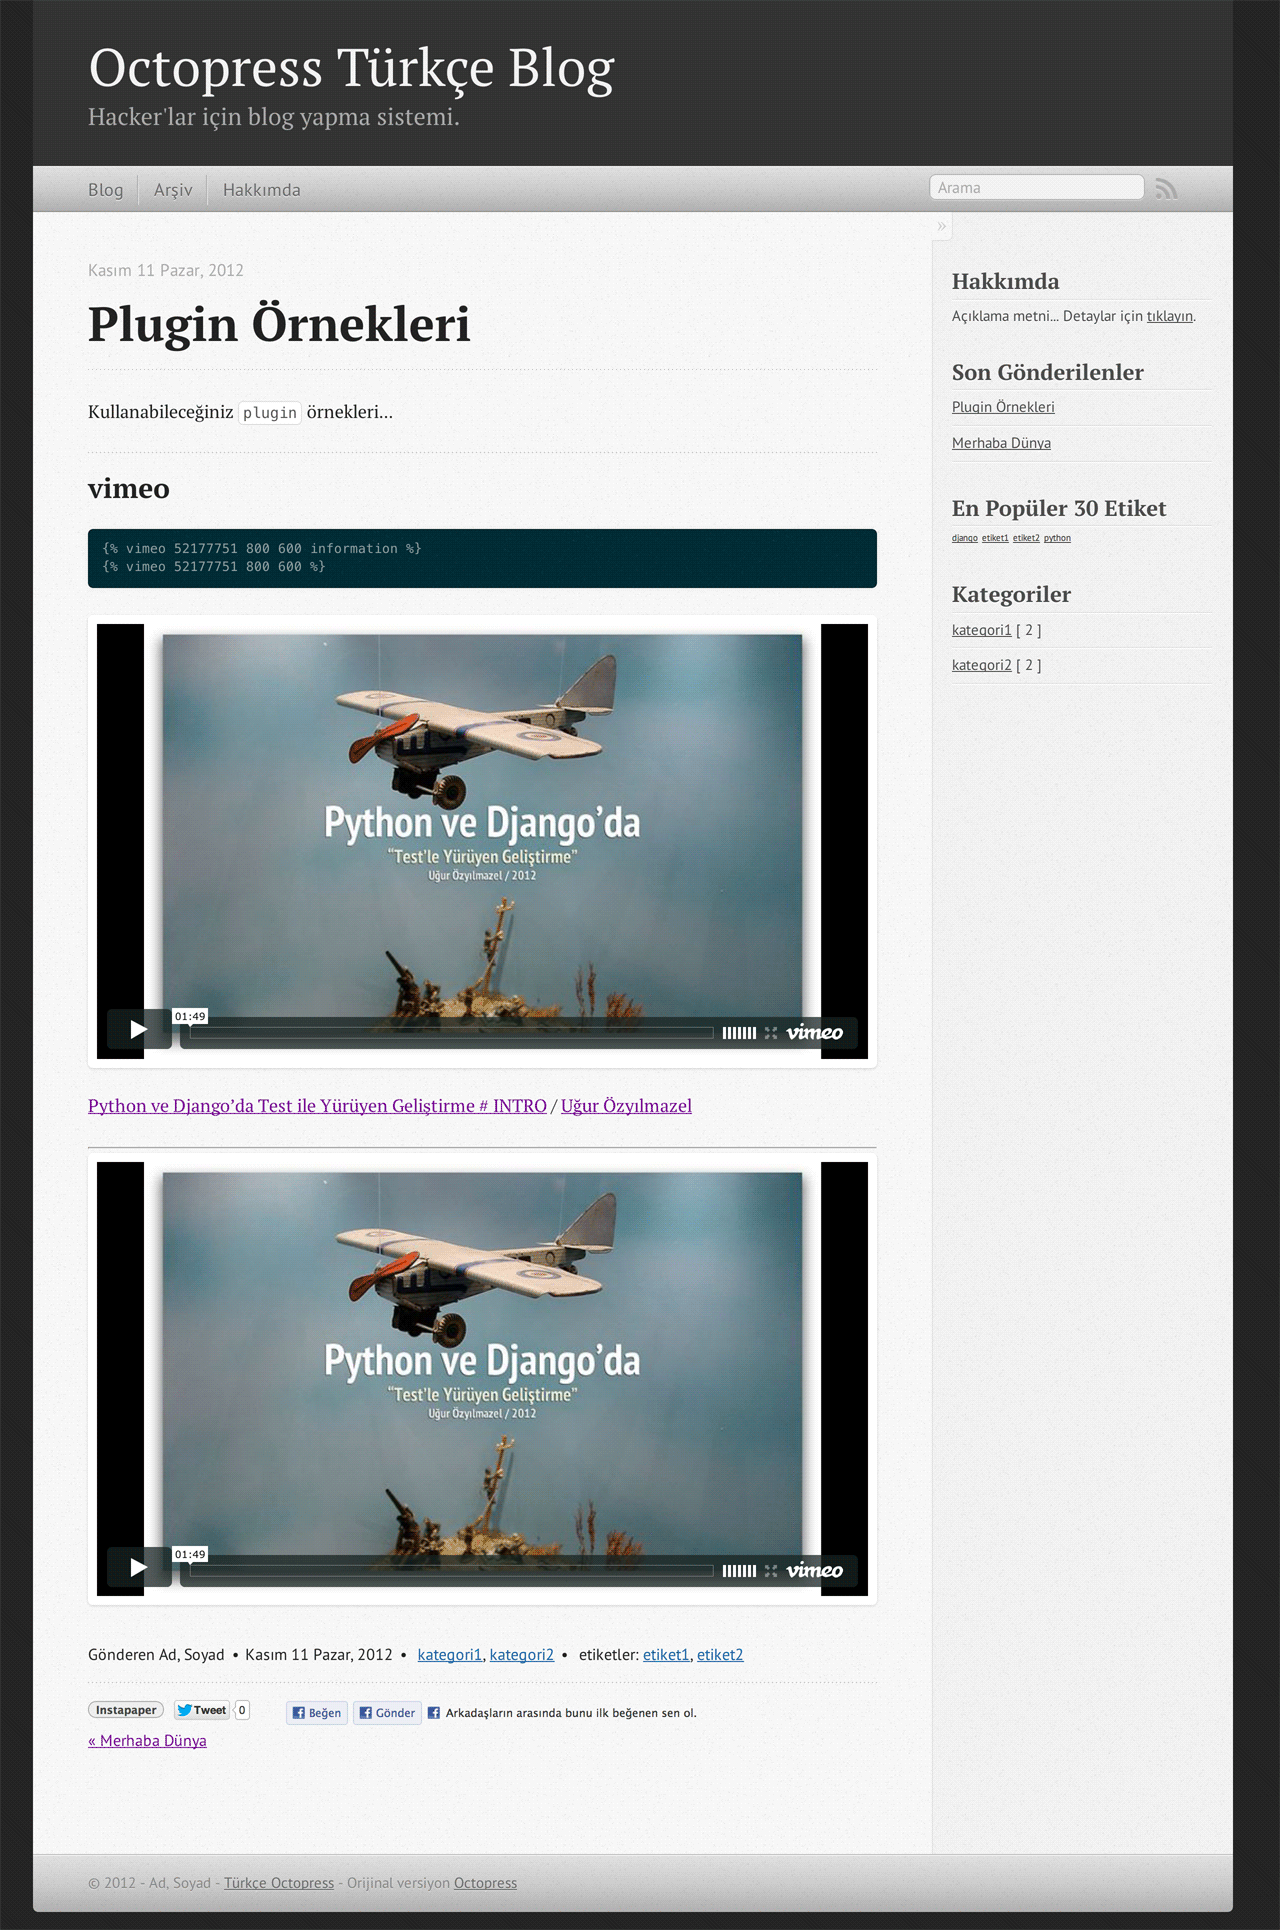 Octopress Türkçe Blog
Hacker'lar için blog yapma sistemi.
Blog
Arşiv
Hakkımda
Arama
»
Kasım 11 Pazar, 2012
Plugin Örnekleri
Kullanabileceğiniz plugin örnekleri...
vimeo
{% vimeo 52177751 800 600 information %}
{% vimeo 52177751 800 600 %}
Python ve Django’da
“Test’le Yürüyen Geliştirme”
Uğur Özyılmazel / 2012
01:49
vimeo
Python ve Django’da Test ile Yürüyen Geliştirme # INTRO / Uğur Özyılmazel
Python ve Django’da
“Test’le Yürüyen Geliştirme”
Uğur Özyılmazel / 2012
01:49
vimeo
Gönderen Ad, Soyad • Kasım 11 Pazar, 2012 • kategori1, kategori2 • etiketler: etiket1, etiket2
Instapaper Tweet 0 Beğen Gönder Arkadaşların arasında bunu ilk beğenen sen ol.
« Merhaba Dünya
Hakkımda
Açıklama metni... Detaylar için tıklayın.
Son Gönderilenler
Plugin Örnekleri
Merhaba Dünya
En Popüler 30 Etiket
django etiket1 etiket2 python
Kategoriler
kategori1 [ 2 ]
kategori2 [ 2 ]
© 2012 - Ad, Soyad - Türkçe Octopress - Orijinal versiyon Octopress